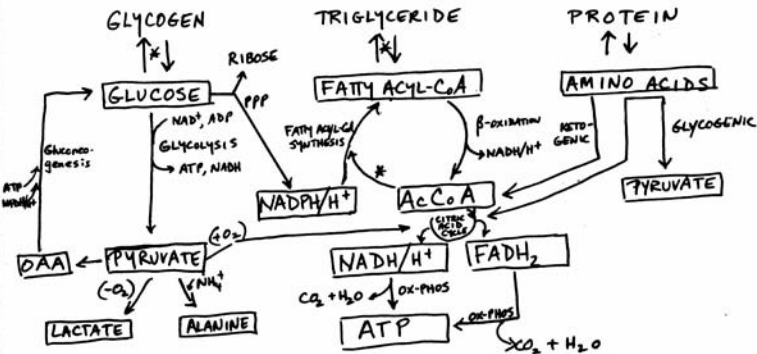 GLYCOGEN
TRIGLYCERIDE
PROTEIN
*
*
RIBOSE
GLUCOSE
PPP
FATTY ACYL-CoA
AMINO ACIDS
NAD+, ADP
GLYCOLYSIS
ATP, NADH
Gluconeo-
genesis
ATP
NADH/H+
FATTY ACYL-CoA
SYNTHESIS
β-OXIDATION
NADH/H+
KETO-
GENIC
GLYCOGENIC
*
NADPH/H+
AcCoA
PYRUVATE
CITRIC
ACID
CYCLE
(+O2)
OAA
PYRUVATE
NADH/H+
FADH2
(-O2)
NH4+
CO2 + H2O
OX-PHOS
LACTATE
ALANINE
ATP
OX-PHOS
CO2 + H2O